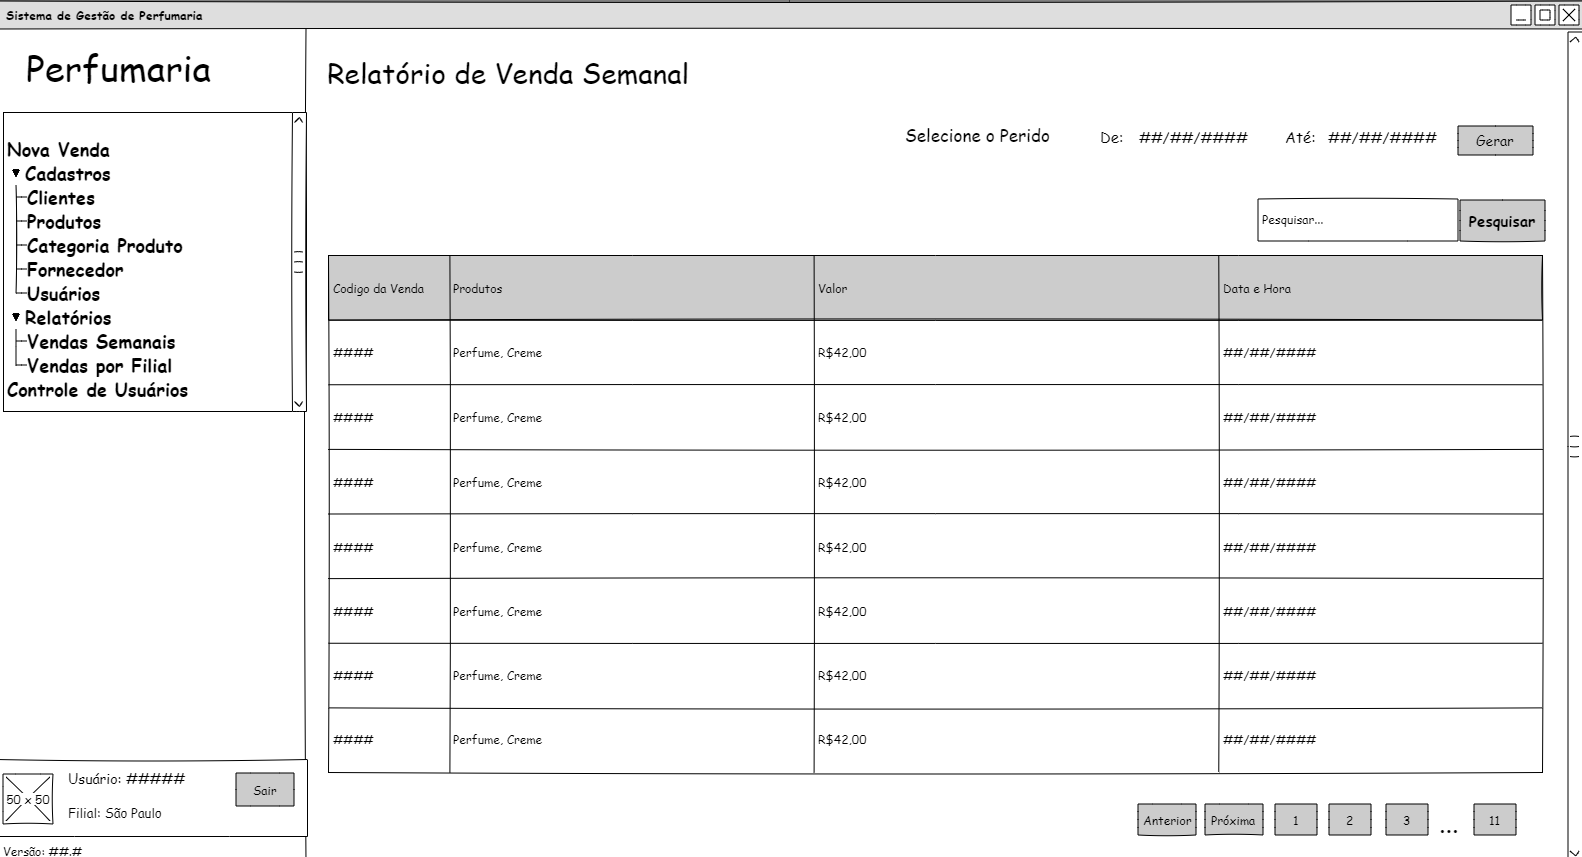 Sistema de Gestão de Perfumaria
Perfumaria
Nova Venda
Cadastros
Clientes
Produtos
Categoria Produto
Fornecedor
Usuários
Relatórios
Vendas Semanais
Vendas por Filial
Controle de Usuários
50 x 50
Usuário: #####
Filial: São Paulo
Sair
Versão: ##.#
Relatório de Venda Semanal
Selecione o Perido De: ##/##/#### Até: ##/##/#### Gerar
Pesquisar... Pesquisar
Codigo da Venda Produtos Valor Data e Hora
#### Perfume, Creme R$42,00 ##/##/####
#### Perfume, Creme R$42,00 ##/##/####
#### Perfume, Creme R$42,00 ##/##/####
#### Perfume, Creme R$42,00 ##/##/####
#### Perfume, Creme R$42,00 ##/##/####
#### Perfume, Creme R$42,00 ##/##/####
#### Perfume, Creme R$42,00 ##/##/####
Anterior Próxima 1 2 3 ... 11